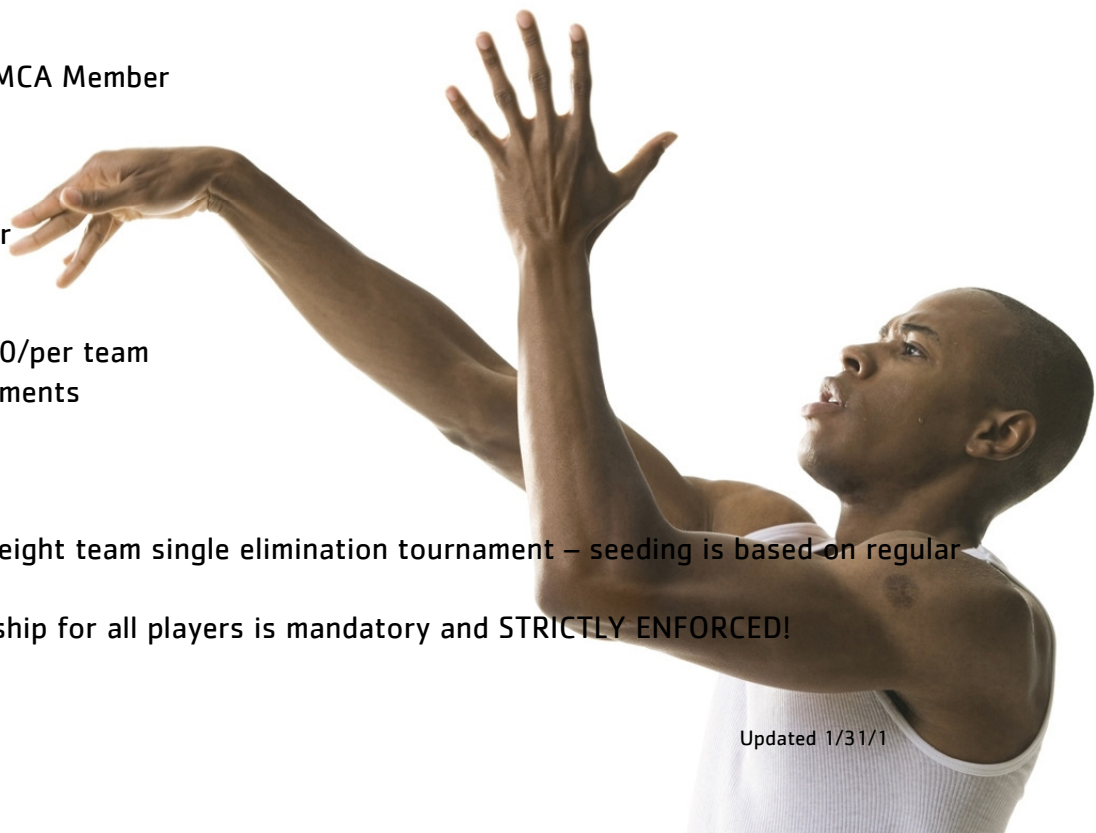 MCA Member
r
0/per team
ments
eight team single elimination tournament – seeding is based on regular
ship for all players is mandatory and STRICTLY ENFORCED!
Updated 1/31/1